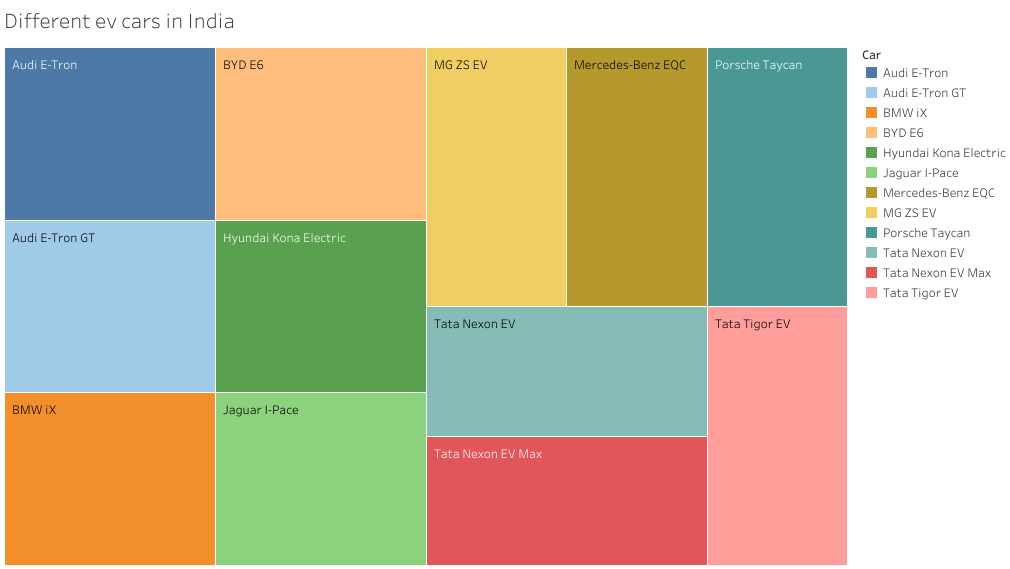 Different ev cars in India
Audi E-Tron
BYD E6
MG ZS EV
Mercedes-Benz EQC
Porsche Taycan
Audi E-Tron GT
Hyundai Kona Electric
Tata Nexon EV
Tata Tigor EV
BMW iX
Jaguar I-Pace
Tata Nexon EV Max
Car
Audi E-Tron
Audi E-Tron GT
BMW iX
BYD E6
Hyundai Kona Electric
Jaguar I-Pace
Mercedes-Benz EQC
MG ZS EV
Porsche Taycan
Tata Nexon EV
Tata Nexon EV Max
Tata Tigor EV